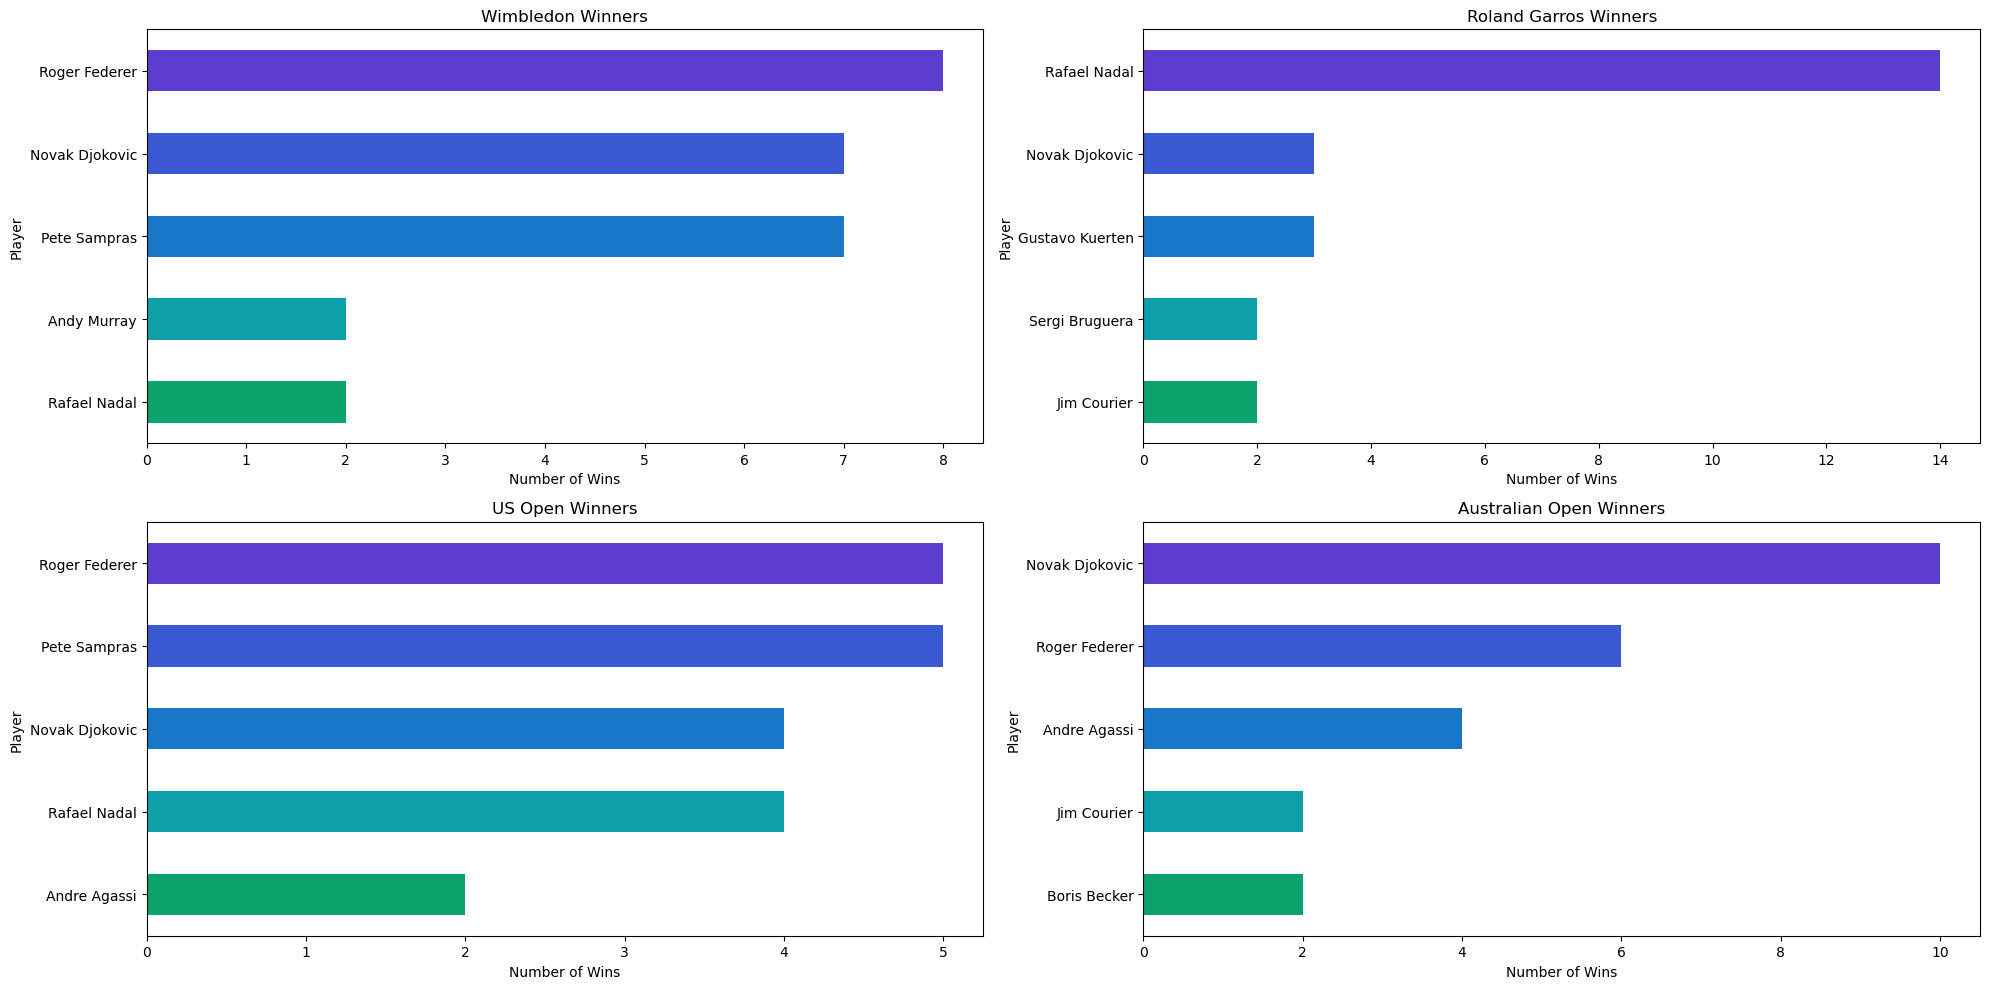 Wimbledon Winners
Player
Roger Federer
Novak Djokovic
Pete Sampras
Andy Murray
Rafael Nadal
0 1 2 3 4 5 6 7 8
Number of Wins
Roland Garros Winners
Player
Rafael Nadal
Novak Djokovic
Gustavo Kuerten
Sergi Bruguera
Jim Courier
0 2 4 6 8 10 12 14
Number of Wins
US Open Winners
Player
Roger Federer
Pete Sampras
Novak Djokovic
Rafael Nadal
Andre Agassi
0 1 2 3 4 5
Number of Wins
Australian Open Winners
Player
Novak Djokovic
Roger Federer
Andre Agassi
Jim Courier
Boris Becker
0 2 4 6 8 10
Number of Wins